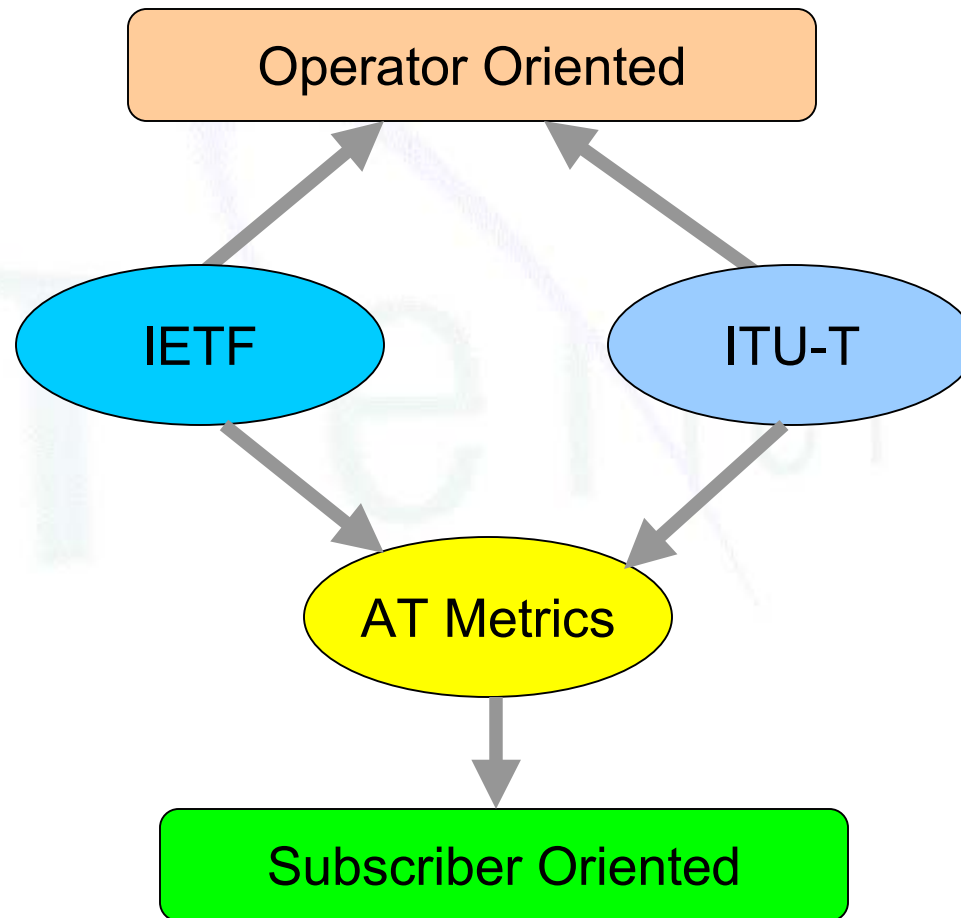 Operator Oriented
IETF
ITU-T
AT Metrics
Subscriber Oriented